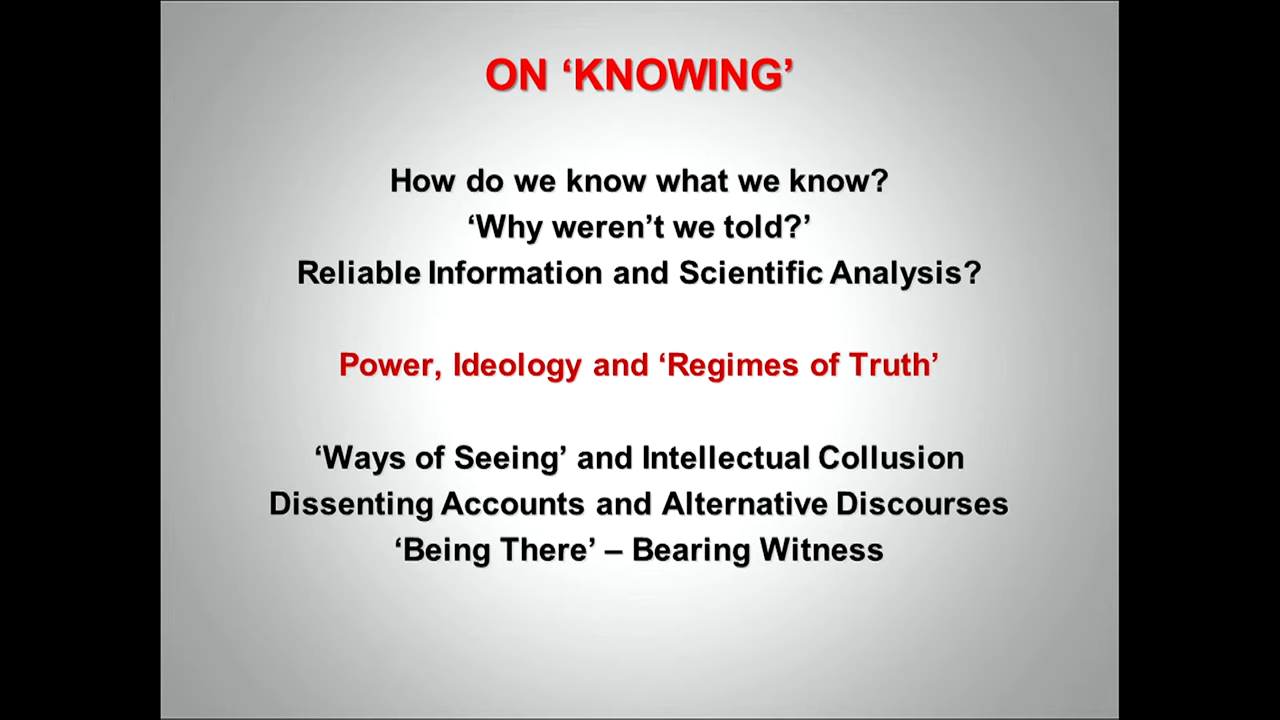 ON ‘KNOWING’
How do we know what we know?
‘Why weren’t we told?’
Reliable Information and Scientific Analysis?
Power, Ideology and ‘Regimes of Truth’
‘Ways of Seeing’ and Intellectual Collusion
Dissenting Accounts and Alternative Discourses
‘Being There’ – Bearing Witness